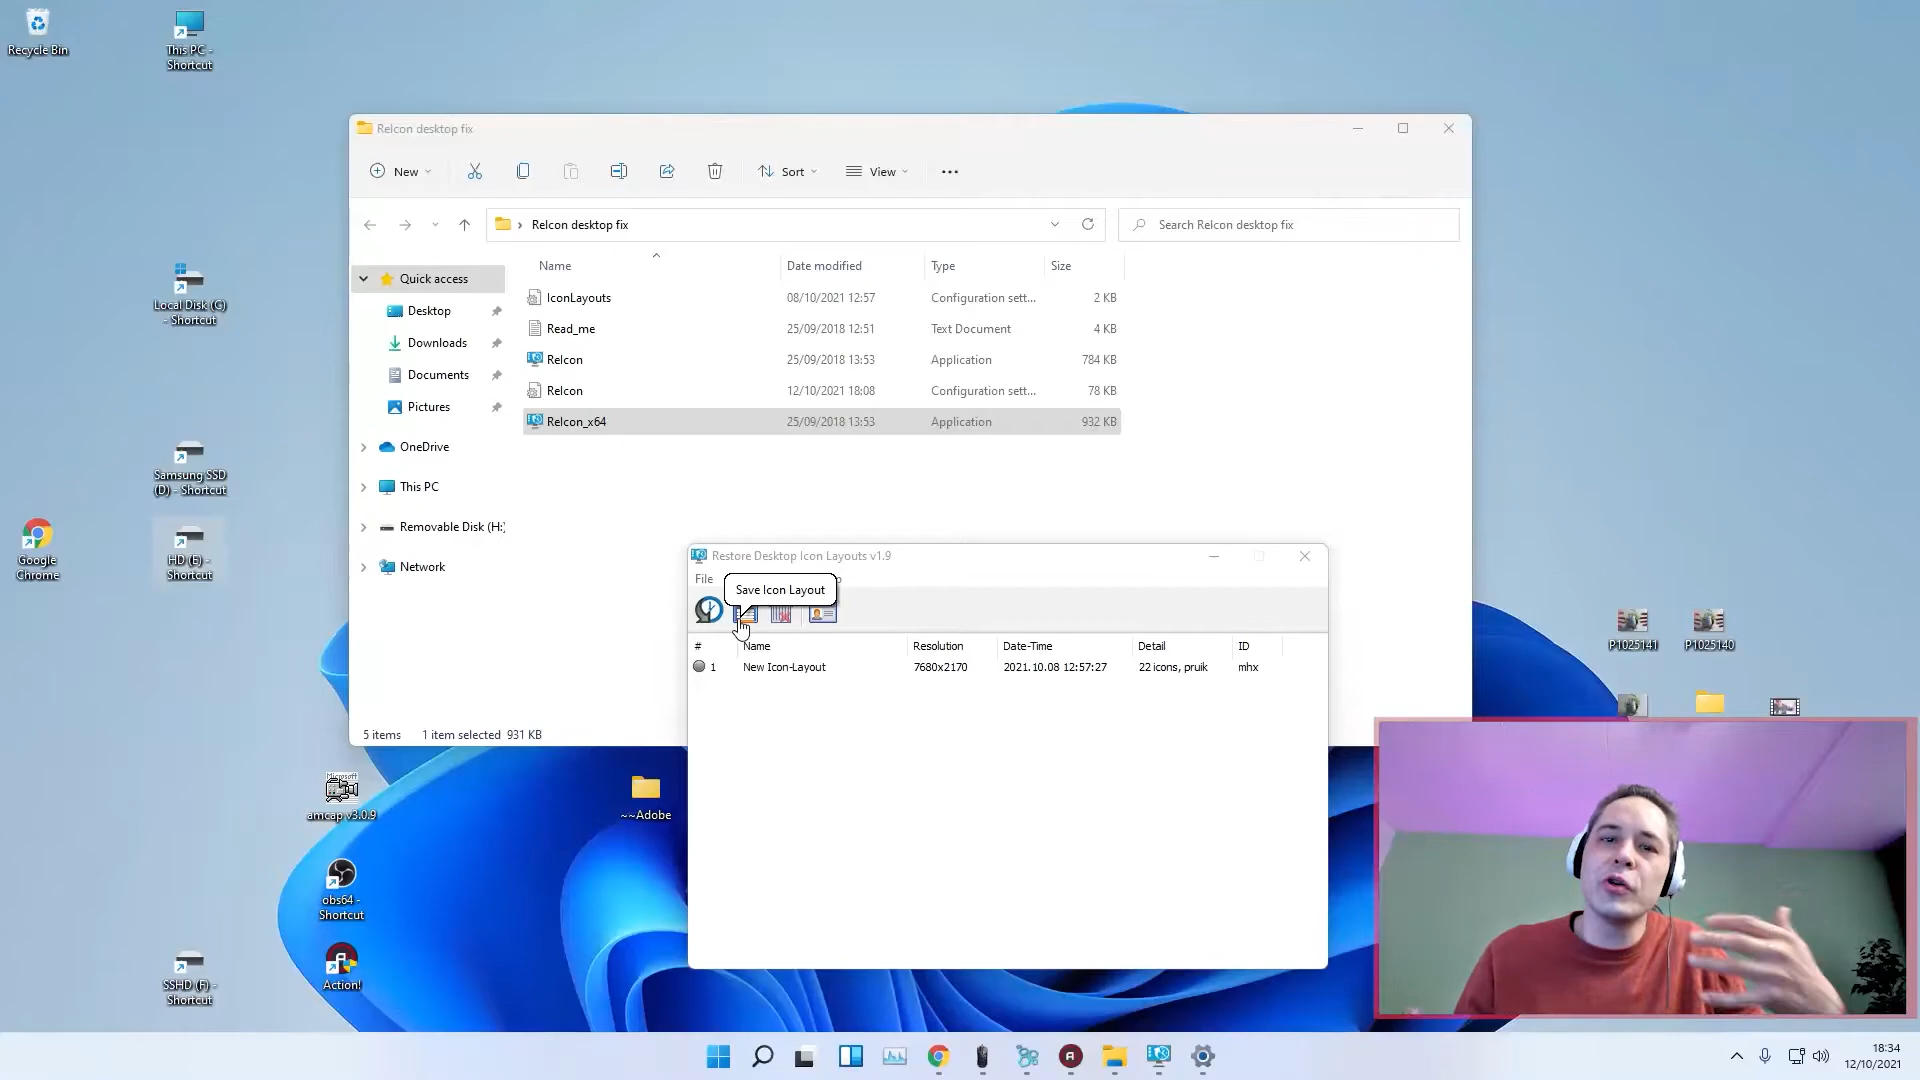 Recycle Bin
This PC -
Shortcut
Local Disk (C)
- Shortcut
Samsung SSD
(D) - Shortcut
Google
Chrome
HD (E) -
Shortcut
SSHD (F) -
Shortcut
Microsoft
amcap v3.0.9
obs64 -
Shortcut
Action!
~~Adobe
P1025141
P1025140
ReIcon desktop fix
New
Sort
View
ReIcon desktop fix
Search ReIcon desktop fix
Quick access
Desktop
Downloads
Documents
Pictures
OneDrive
This PC
Removable Disk (H:)
Network
Name Date modified Type Size
IconLayouts 08/10/2021 12:57 Configuration sett... 2 KB
Read_me 25/09/2018 12:51 Text Document 4 KB
ReIcon 25/09/2018 13:53 Application 784 KB
ReIcon 12/10/2021 18:08 Configuration sett... 78 KB
ReIcon_x64 25/09/2018 13:53 Application 932 KB
5 items 1 item selected 931 KB
Restore Desktop Icon Layouts v1.9
File
Save Icon Layout
# Name Resolution Date-Time Detail ID
1 New Icon-Layout 7680x2170 2021.10.08 12:57:27 22 icons, pruik mhx
18:34
12/10/2021